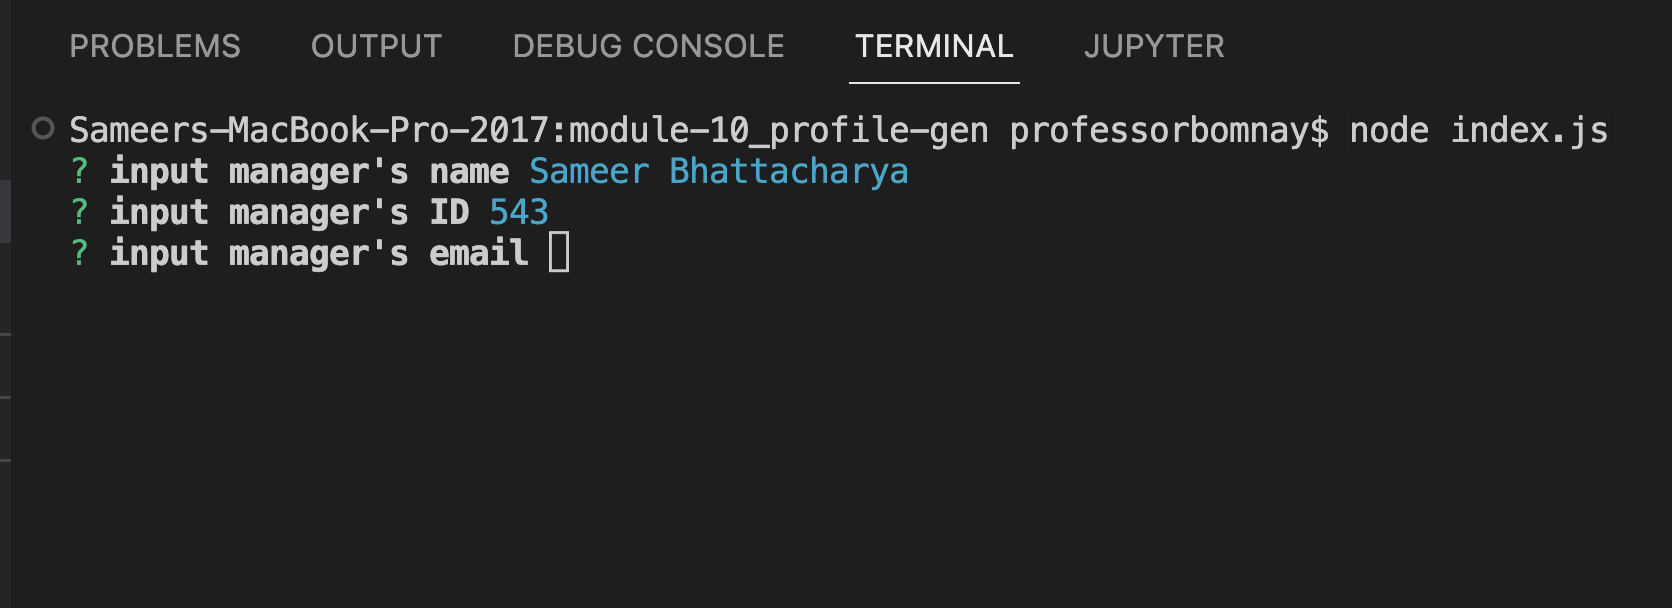 PROBLEMS OUTPUT DEBUG CONSOLE TERMINAL JUPYTER
Sameers-MacBook-Pro-2017:module-10_profile-gen professorbomnay$ node index.js
? input manager's name Sameer Bhattacharya
? input manager's ID 543
? input manager's email